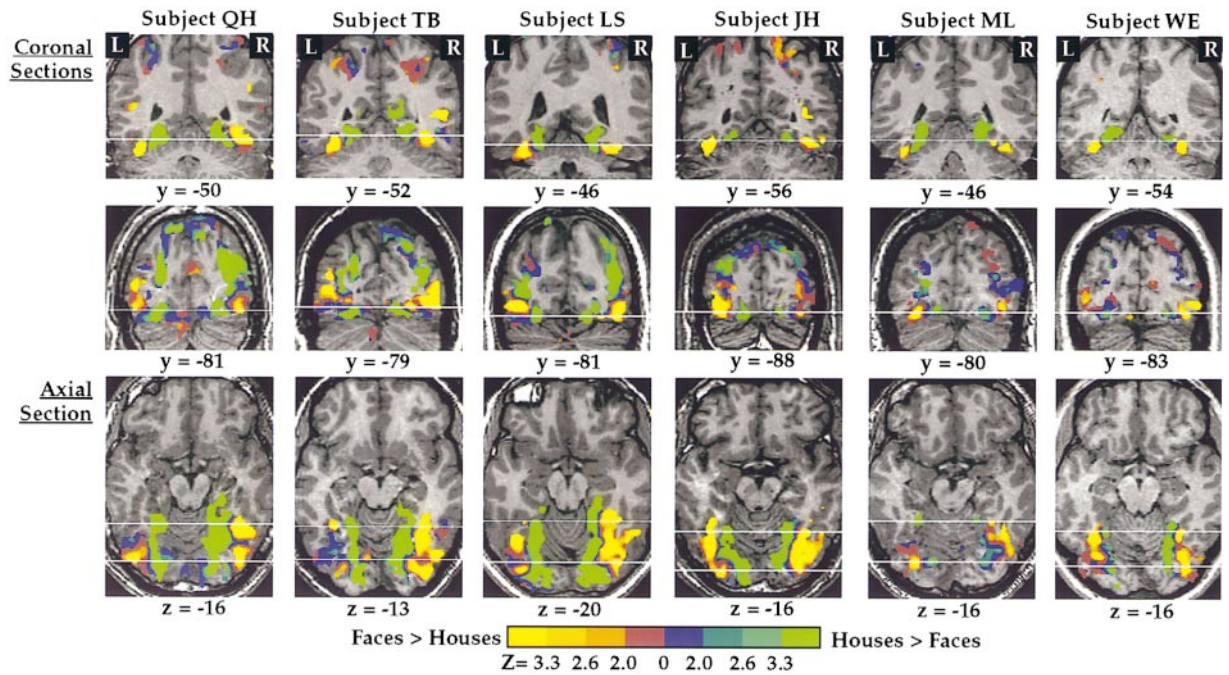 Subject QH Subject TB Subject LS Subject JH Subject ML Subject WE
Coronal
Sections
L R L R L R L R L R L R
y = -50 y = -52 y = -46 y = -56 y = -46 y = -54
y = -81 y = -79 y = -81 y = -88 y = -80 y = -83
Axial
Section
z = -16 z = -13 z = -20 z = -16 z = -16 z = -16
Faces > Houses Houses > Faces
Z= 3.3 2.6 2.0 0 2.0 2.6 3.3